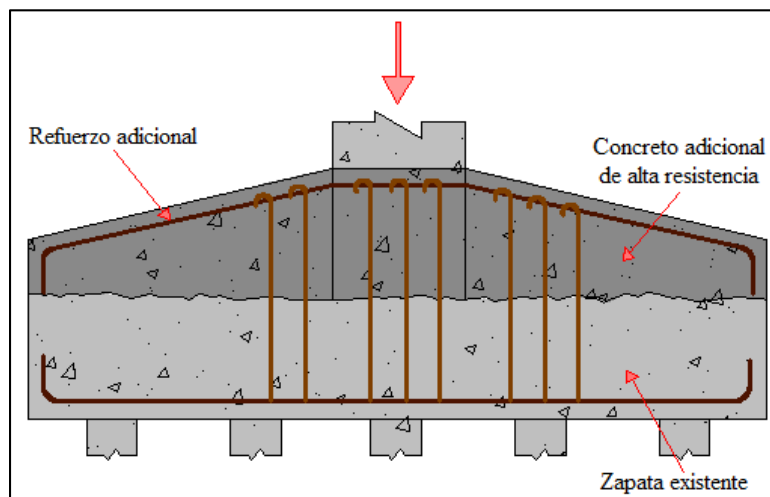 Refuerzo adicional
Concreto adicional
de alta resistencia
Zapata existente